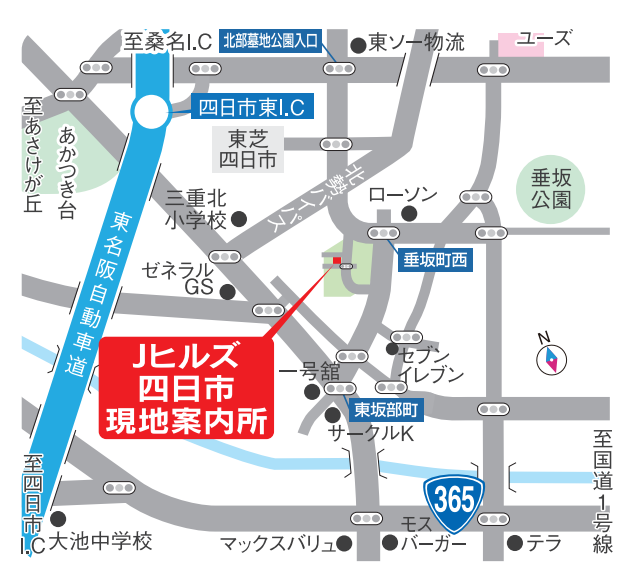 至桑名I.C
北部墓地公園入口
東ソー物流
ユーズ
四日市東I.C
東芝
四日市
至あさけが丘
あかつき台
北勢バイパス
三重北
小学校
ローソン
垂坂
公園
東名阪自動車道
ゼネラル
GS
垂坂町西
Jヒルズ
四日市
現地案内所
N
セブン
イレブン
一号舘
東坂部町
サークルK
至四日市I.C
365
至国道1号線
大池中学校
マックスバリュ
モス
バーガー
テラ